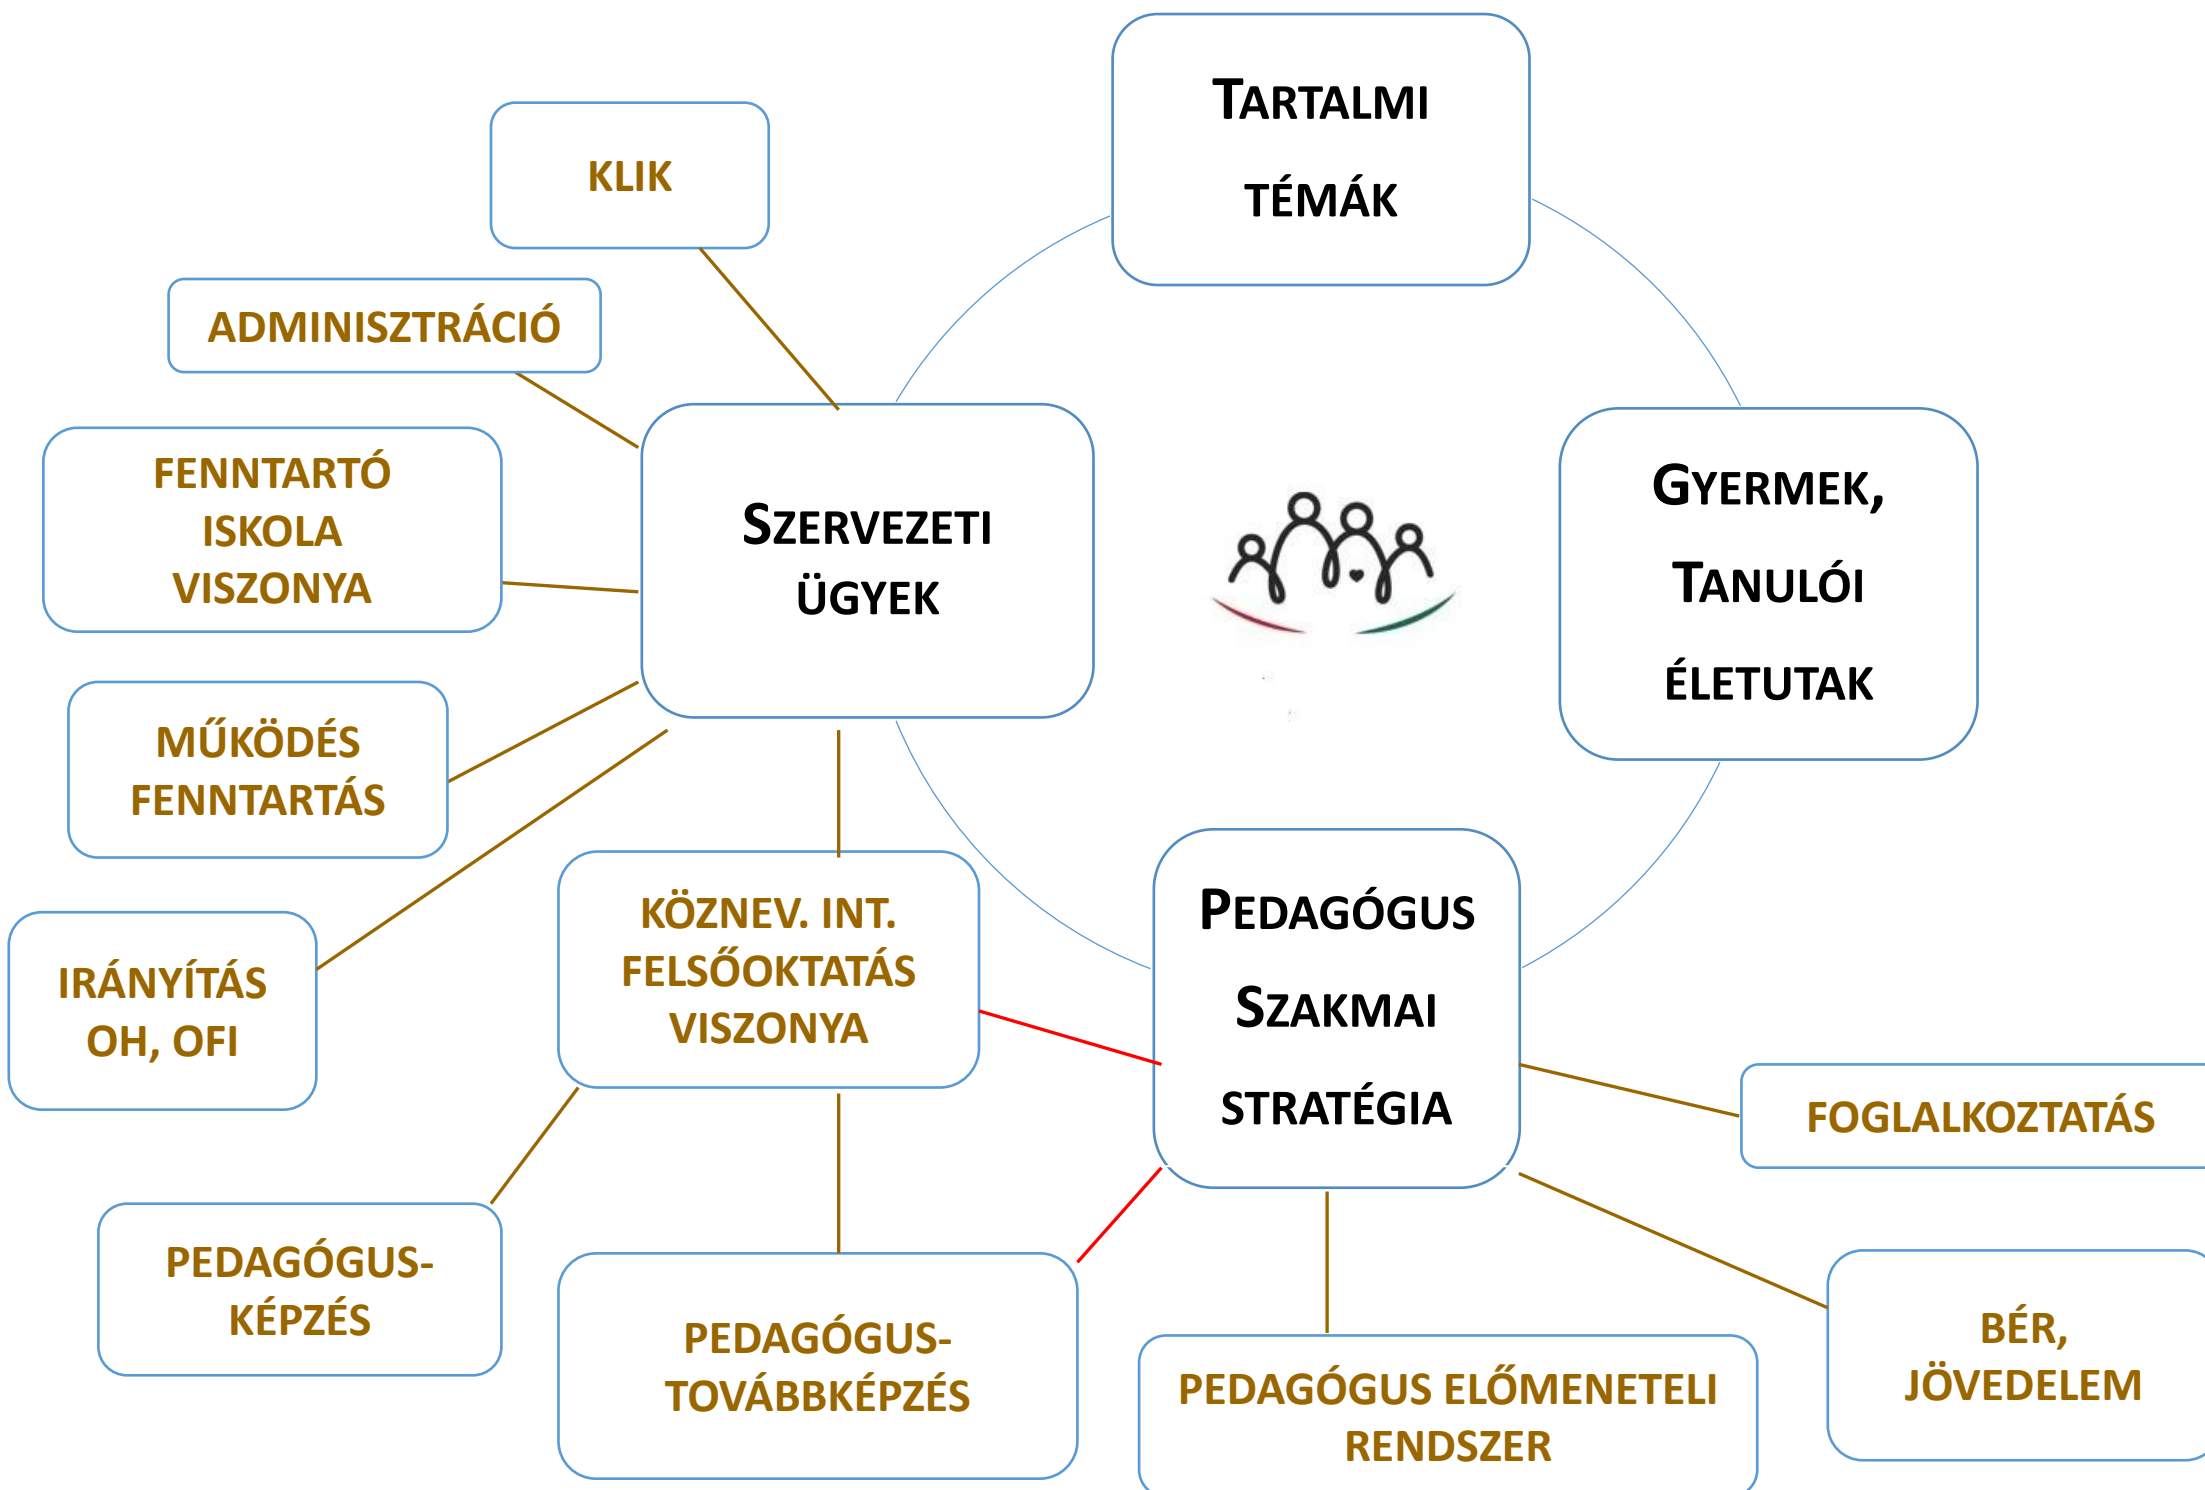 TARTALMI
TÉMÁK
KLIK
ADMINISZTRÁCIÓ
FENNTARTÓ
ISKOLA
VISZONYA
SZERVEZETI
ÜGYEK
GYERMEK,
TANULÓI
ÉLETUTAK
MŰKÖDÉS
FENNTARTÁS
IRÁNYÍTÁS
OH, OFI
KÖZNEV. INT.
FELSŐOKTATÁS
VISZONYA
PEDAGÓGUS
SZAKMAI
STRATÉGIA
FOGLALKOZTATÁS
PEDAGÓGUS-
KÉPZÉS
PEDAGÓGUS-
TOVÁBBKÉPZÉS
PEDAGÓGUS ELŐMENETELI
RENDSZER
BÉR,
JÖVEDELEM